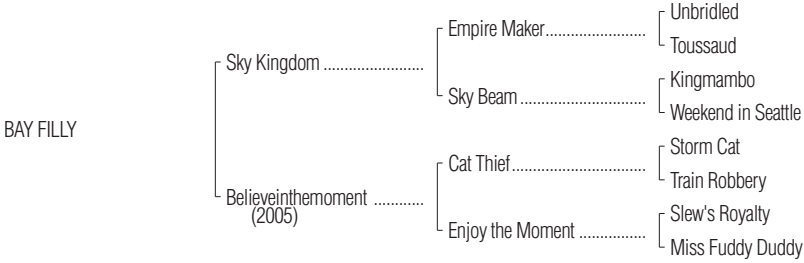 Unbridled
Empire Maker........................
Toussaud
Sky Kingdom ........................
Kingmambo
Sky Beam ..............................
Weekend in Seattle
BAY FILLY
Storm Cat
Cat Thief................................
Train Robbery
Believeinthemoment ............
(2005)
Slew's Royalty
Enjoy the Moment ................
Miss Fuddy Duddy